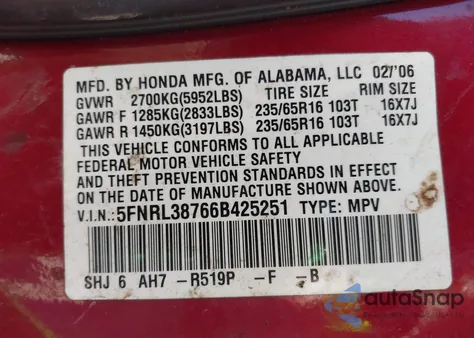 MFD. BY HONDA MFG. OF ALABAMA, LLC 02/'06
GVWR 2700KG(5952LBS) TIRE SIZE RIM SIZE
GAWR F 1285KG(2833LBS) 235/65R16 103T 16X7J
GAWR R 1450KG(3197LBS) 235/65R16 103T 16X7J
THIS VEHICLE CONFORMS TO ALL APPLICABLE
FEDERAL MOTOR VEHICLE SAFETY
AND THEFT PREVENTION STANDARDS IN EFFECT
ON THE DATE OF MANUFACTURE SHOWN ABOVE.
V.I.N.: 5FNRL38766B425251 TYPE: MPV
SHJ 6 AH7 -R519P -F -B
autoSnap